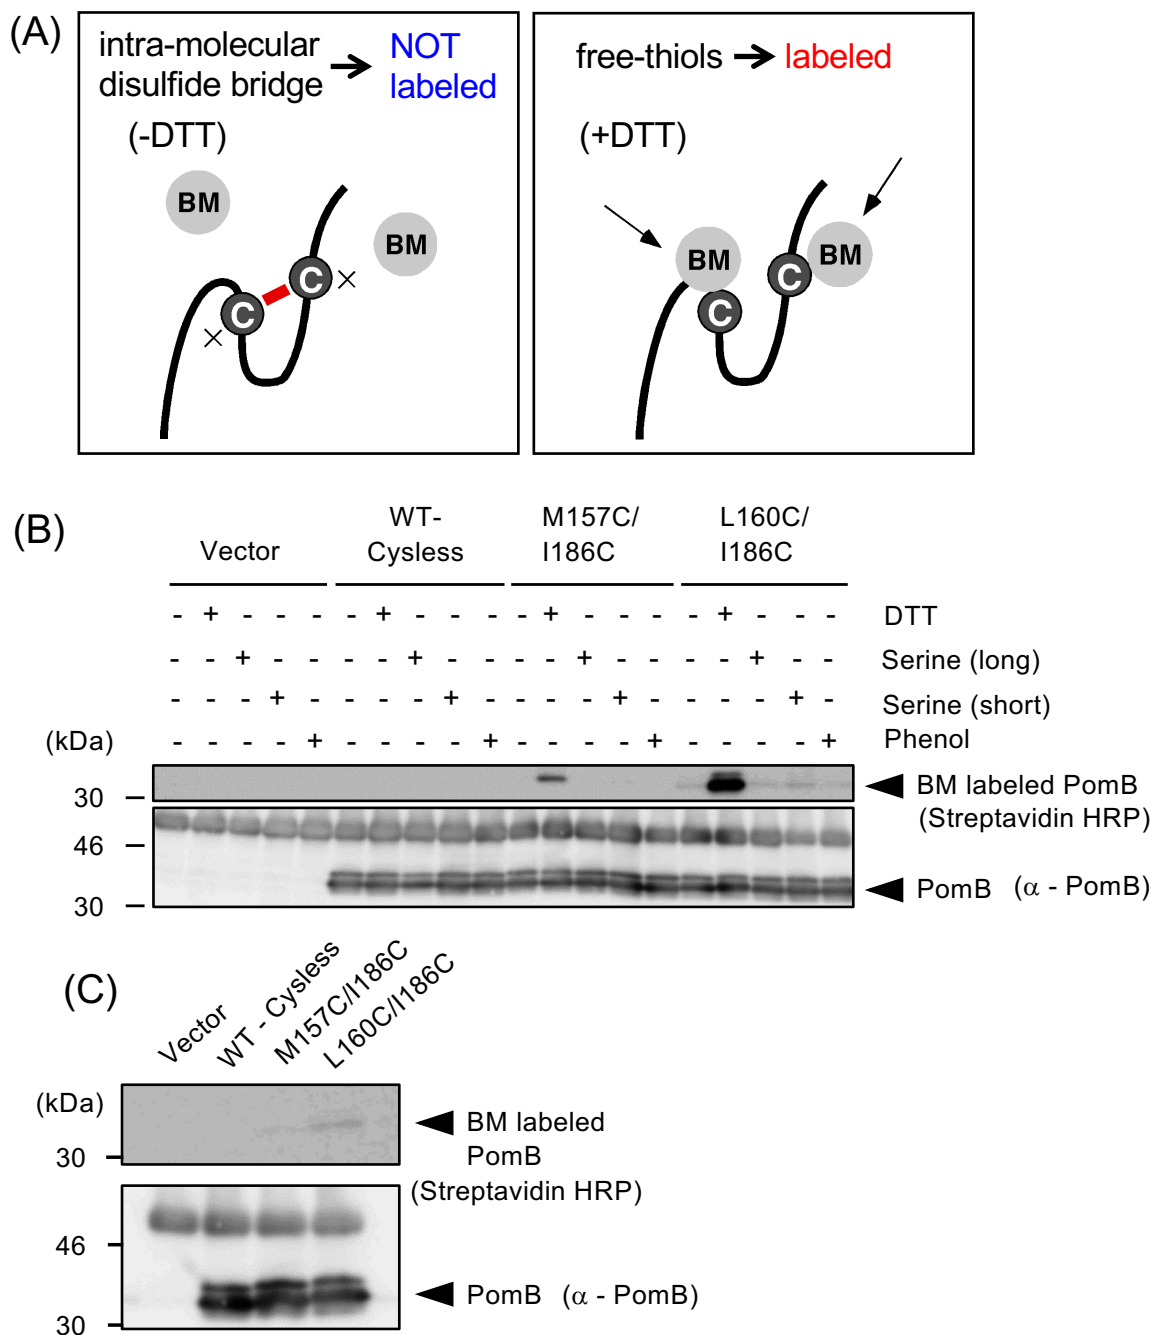 (A)
intra-molecular
disulfide bridge
NOT
labeled
(-DTT)
BM
BM
C
C
×
×
free-thiols
labeled
(+DTT)
BM
BM
C
C
(B)
Vector
WT-
Cysless
M157C/
I186C
L160C/
I186C
- + - - - - + - - - - + - - - - + - - - DTT
- - + - - - - + - - - - + - - - - + - - Serine (long)
- - - + - - - - + - - - - + - - - - + - Serine (short)
(kDa) - - - - + - - - - + - - - - + - - - - + Phenol
30
BM labeled PomB
(Streptavidin HRP)
46
30
PomB (α - PomB)
(C)
Vector
WT - Cysless
M157C/I186C
L160C/I186C
(kDa)
30
BM labeled
PomB
(Streptavidin HRP)
46
PomB (α - PomB)
30